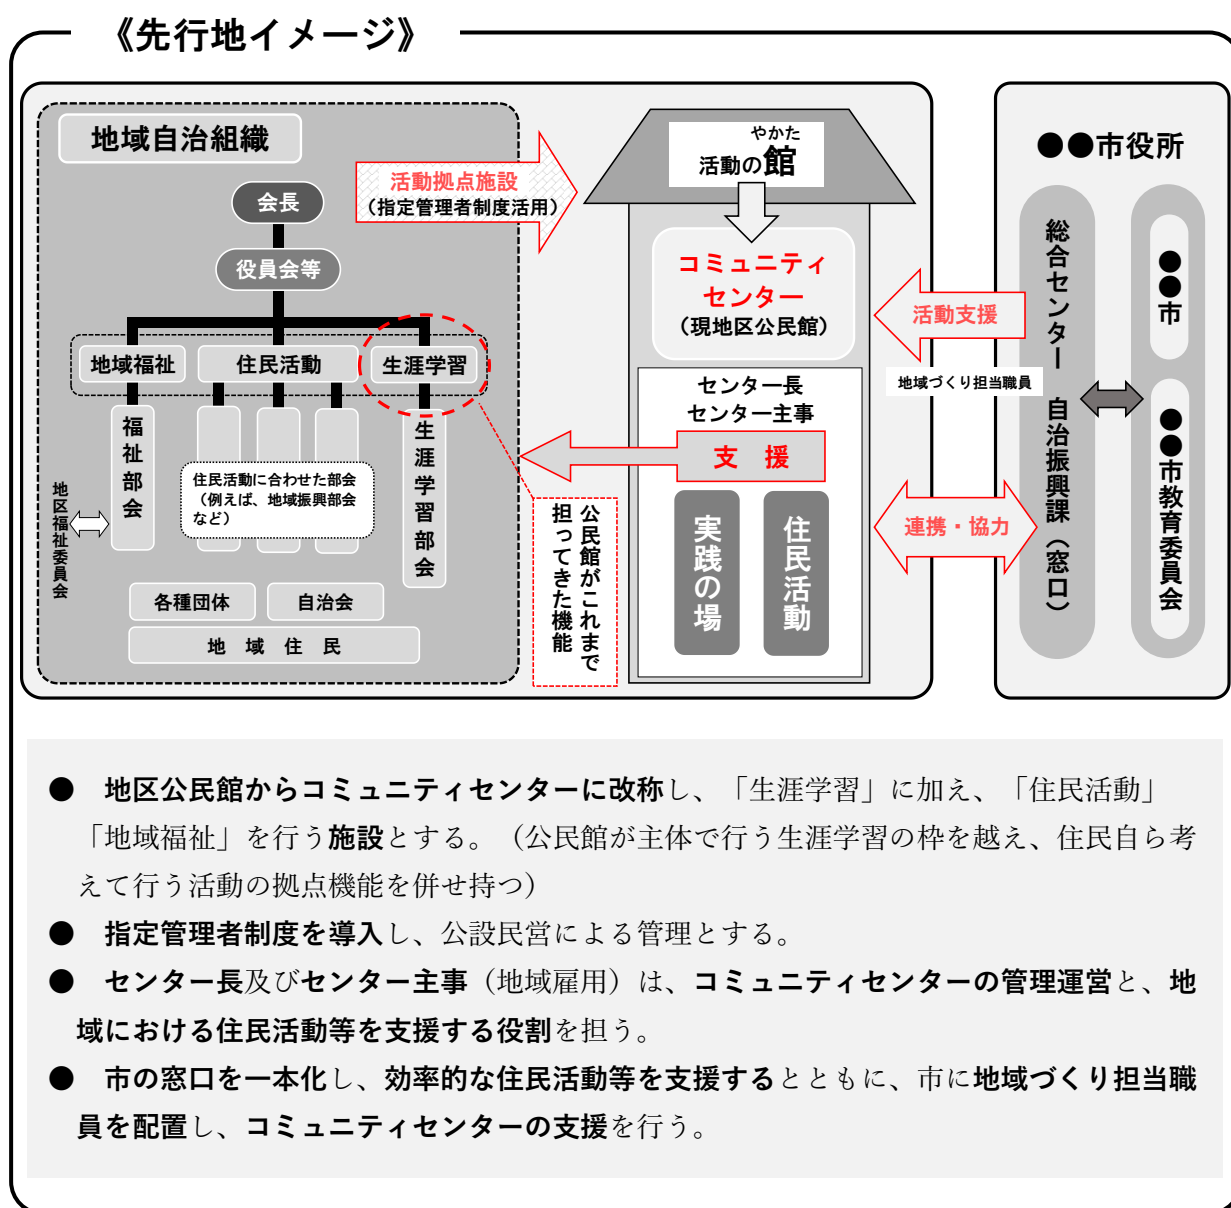 《先行地イメージ》
地域自治組織
会長
役員会等
地域福祉
住民活動
生涯学習
福祉部会
生涯学習部会
住民活動に合わせた部会
（例えば、地域振興部会
など）
地区福祉委員会
各種団体
自治会
地　域　住　民
活動拠点施設
（指定管理者制度活用）
公民館がこれまで
担ってきた機能
やかた
活動の館
コミュニティ
センター
（現地区公民館）
センター長
センター主事
支　援
実践の場
住民活動
活動支援
地域づくり担当職員
連携・協力
●●市役所
総合センター　自治振興課（窓口）
●●市
●●市教育委員会
●　地区公民館からコミュニティセンターに改称し、「生涯学習」に加え、「住民活動」
「地域福祉」を行う施設とする。（公民館が主体で行う生涯学習の枠を越え、住民自ら考
えて行う活動の拠点機能を併せ持つ）
●　指定管理者制度を導入し、公設民営による管理とする。
●　センター長及びセンター主事（地域雇用）は、コミュニティセンターの管理運営と、地
域における住民活動等を支援する役割を担う。
●　市の窓口を一本化し、効率的な住民活動等を支援するとともに、市に地域づくり担当職
員を配置し、コミュニティセンターの支援を行う。